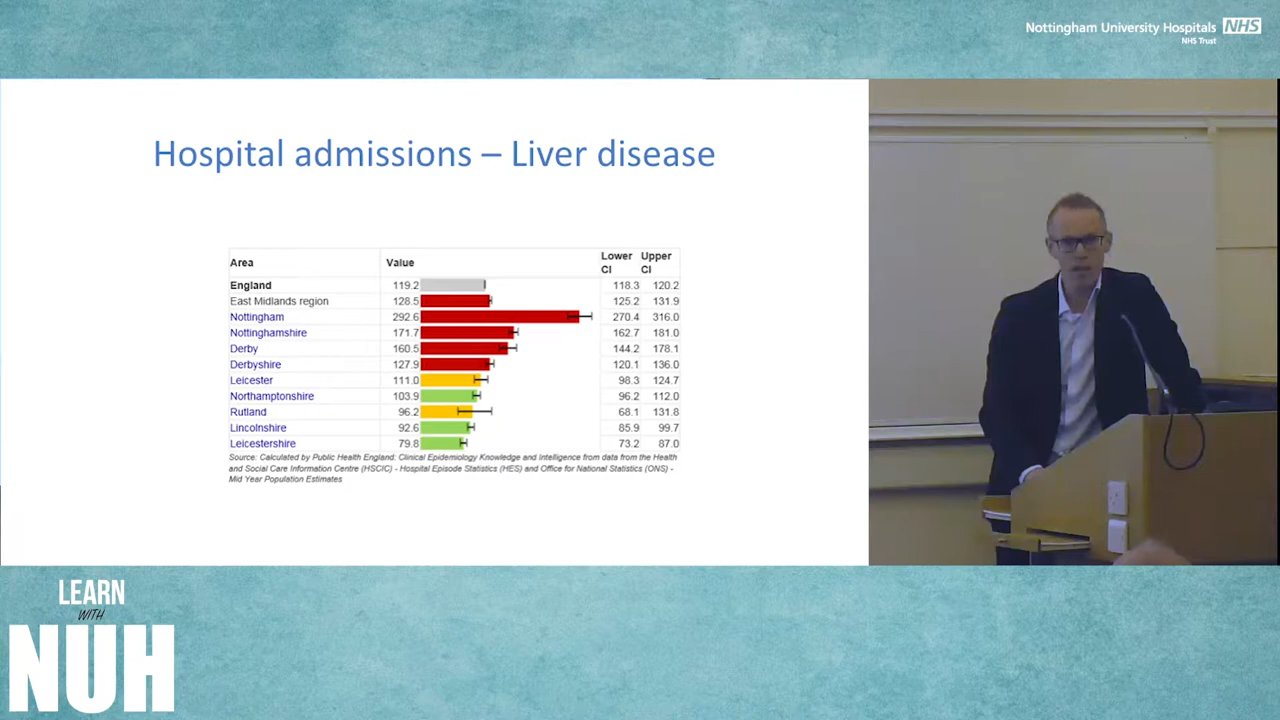 Nottingham University Hospitals NHS
NHS Trust
Hospital admissions – Liver disease
Area Value Lower CI Upper CI
England 119.2 118.3 120.2
East Midlands region 128.5 125.2 131.9
Nottingham 292.6 270.4 316.0
Nottinghamshire 171.7 162.7 181.0
Derby 160.5 144.2 178.1
Derbyshire 127.9 120.1 136.0
Leicester 111.0 98.3 124.7
Northamptonshire 103.9 96.2 112.0
Rutland 96.2 68.1 131.8
Lincolnshire 92.6 85.9 99.7
Leicestershire 79.8 73.2 87.0
Source: Calculated by Public Health England: Clinical Epidemiology Knowledge and Intelligence from data from the Health
and Social Care Information Centre (HSCIC) - Hospital Episode Statistics (HES) and Office for National Statistics (ONS) -
Mid Year Population Estimates
LEARN
WITH
NUH